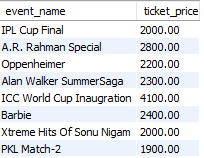 event_name ticket_price
IPL Cup Final 2000.00
A.R. Rahman Special 2800.00
Oppenheimer 2200.00
Alan Walker SummerSaga 2300.00
ICC World Cup Inaugration 4100.00
Barbie 2400.00
Xtreme Hits Of Sonu Nigam 2000.00
PKL Match-2 1900.00